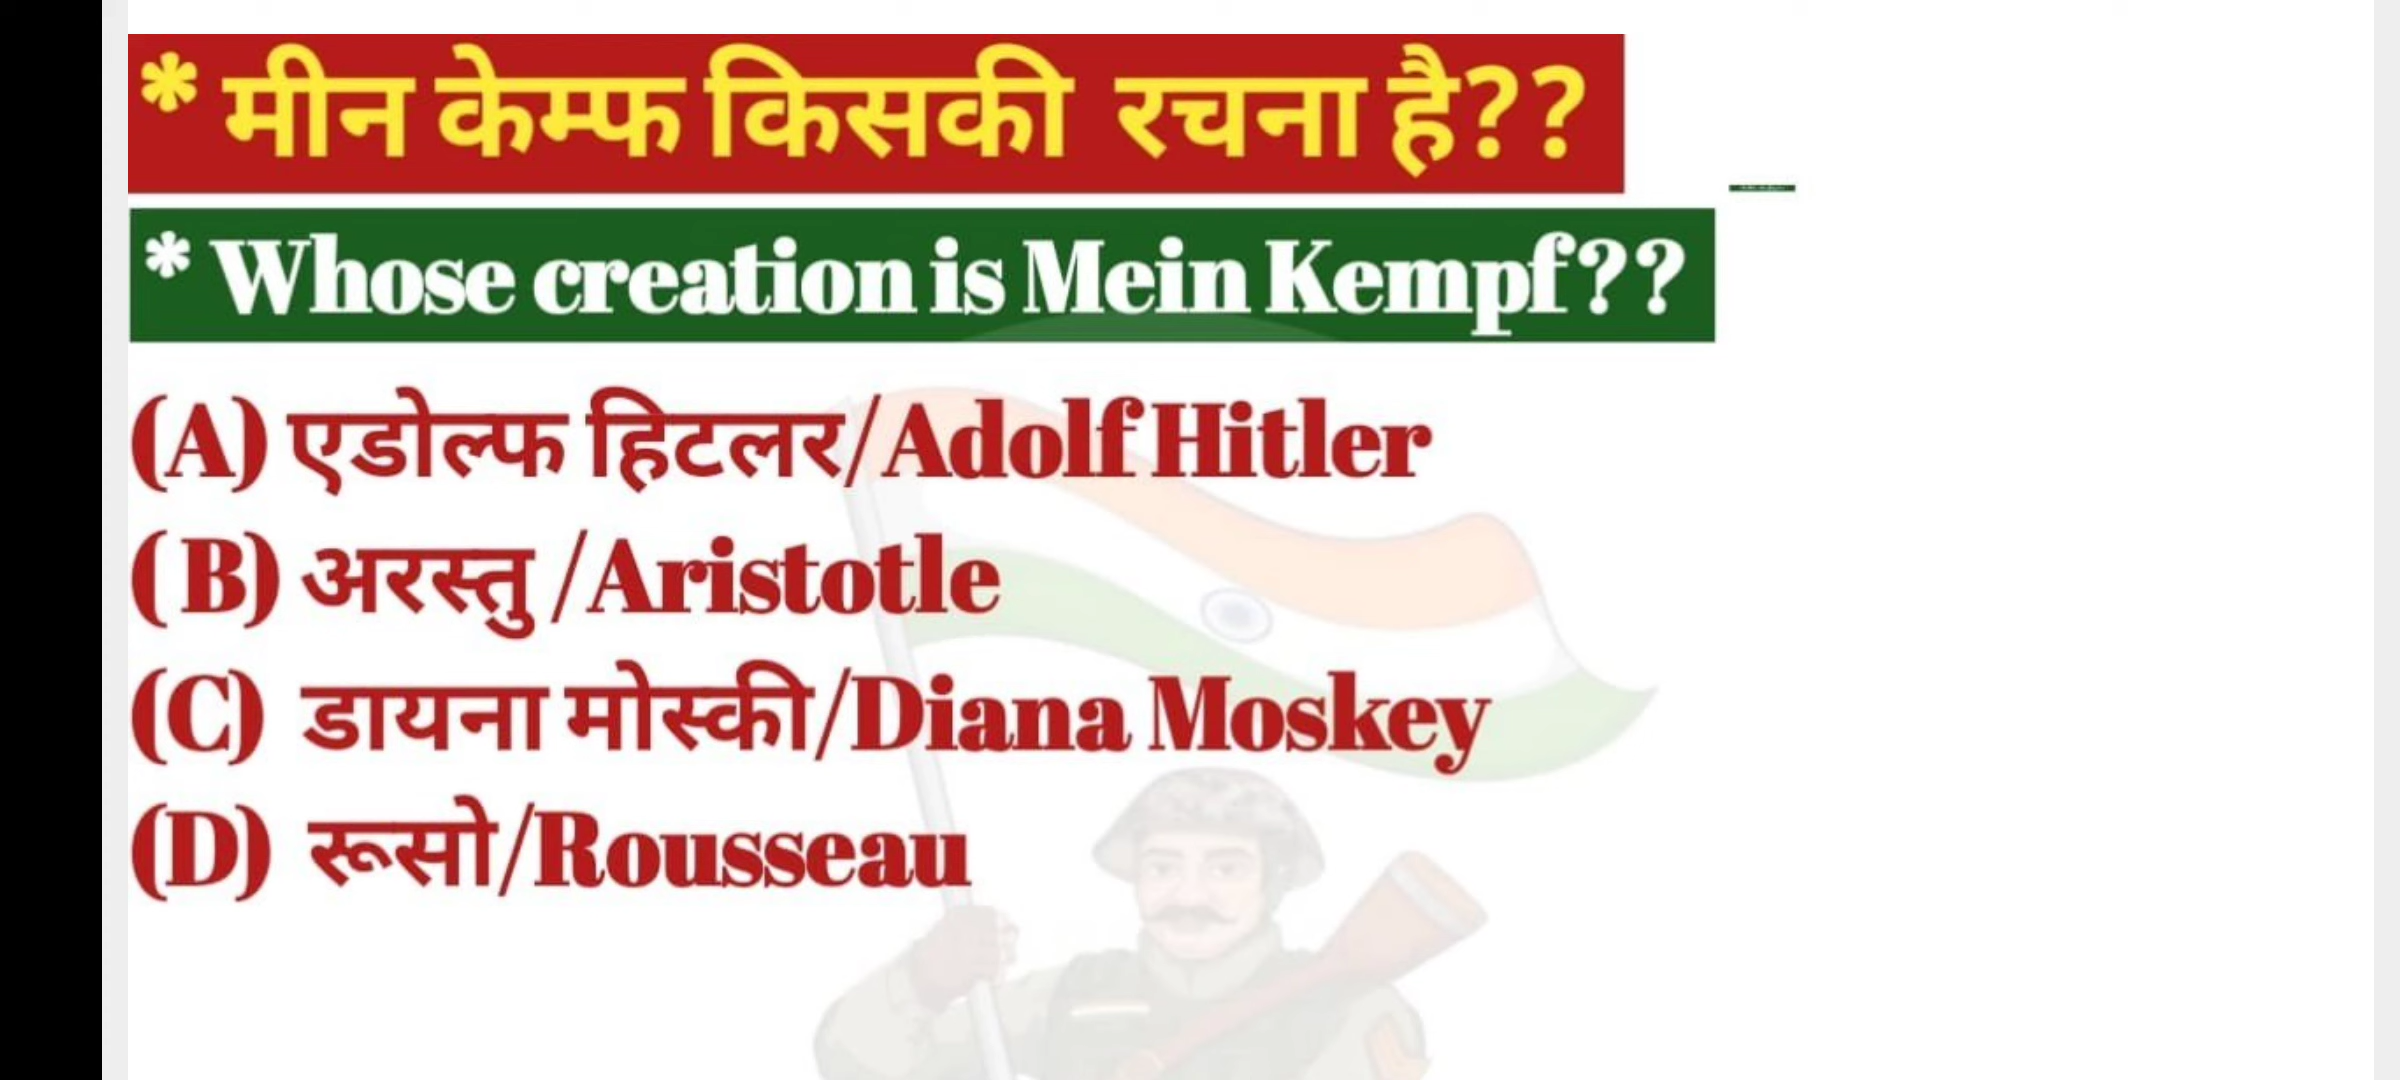 * मीन केम्फ किसकी रचना है??
* Whose creation is Mein Kempf??
(A) एडोल्फ हिटलर/Adolf Hitler
( B) अरस्तु /Aristotle
(C) डायना मोस्की/Diana Moskey
(D) रूसो/Rousseau